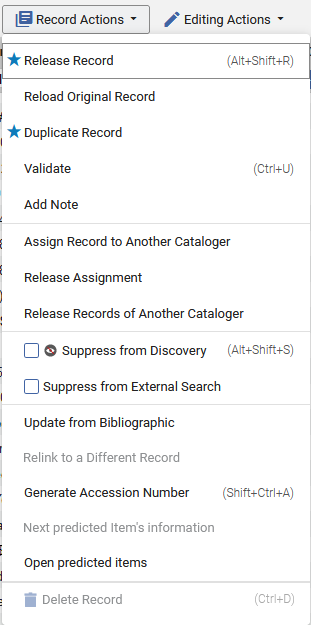 Record Actions Editing Actions
Release Record (Alt+Shift+R)
Reload Original Record
Duplicate Record
Validate (Ctrl+U)
Add Note
Assign Record to Another Cataloger
Release Assignment
Release Records of Another Cataloger
Suppress from Discovery (Alt+Shift+S)
Suppress from External Search
Update from Bibliographic
Relink to a Different Record
Generate Accession Number (Shift+Ctrl+A)
Next predicted Item's information
Open predicted items
Delete Record (Ctrl+D)